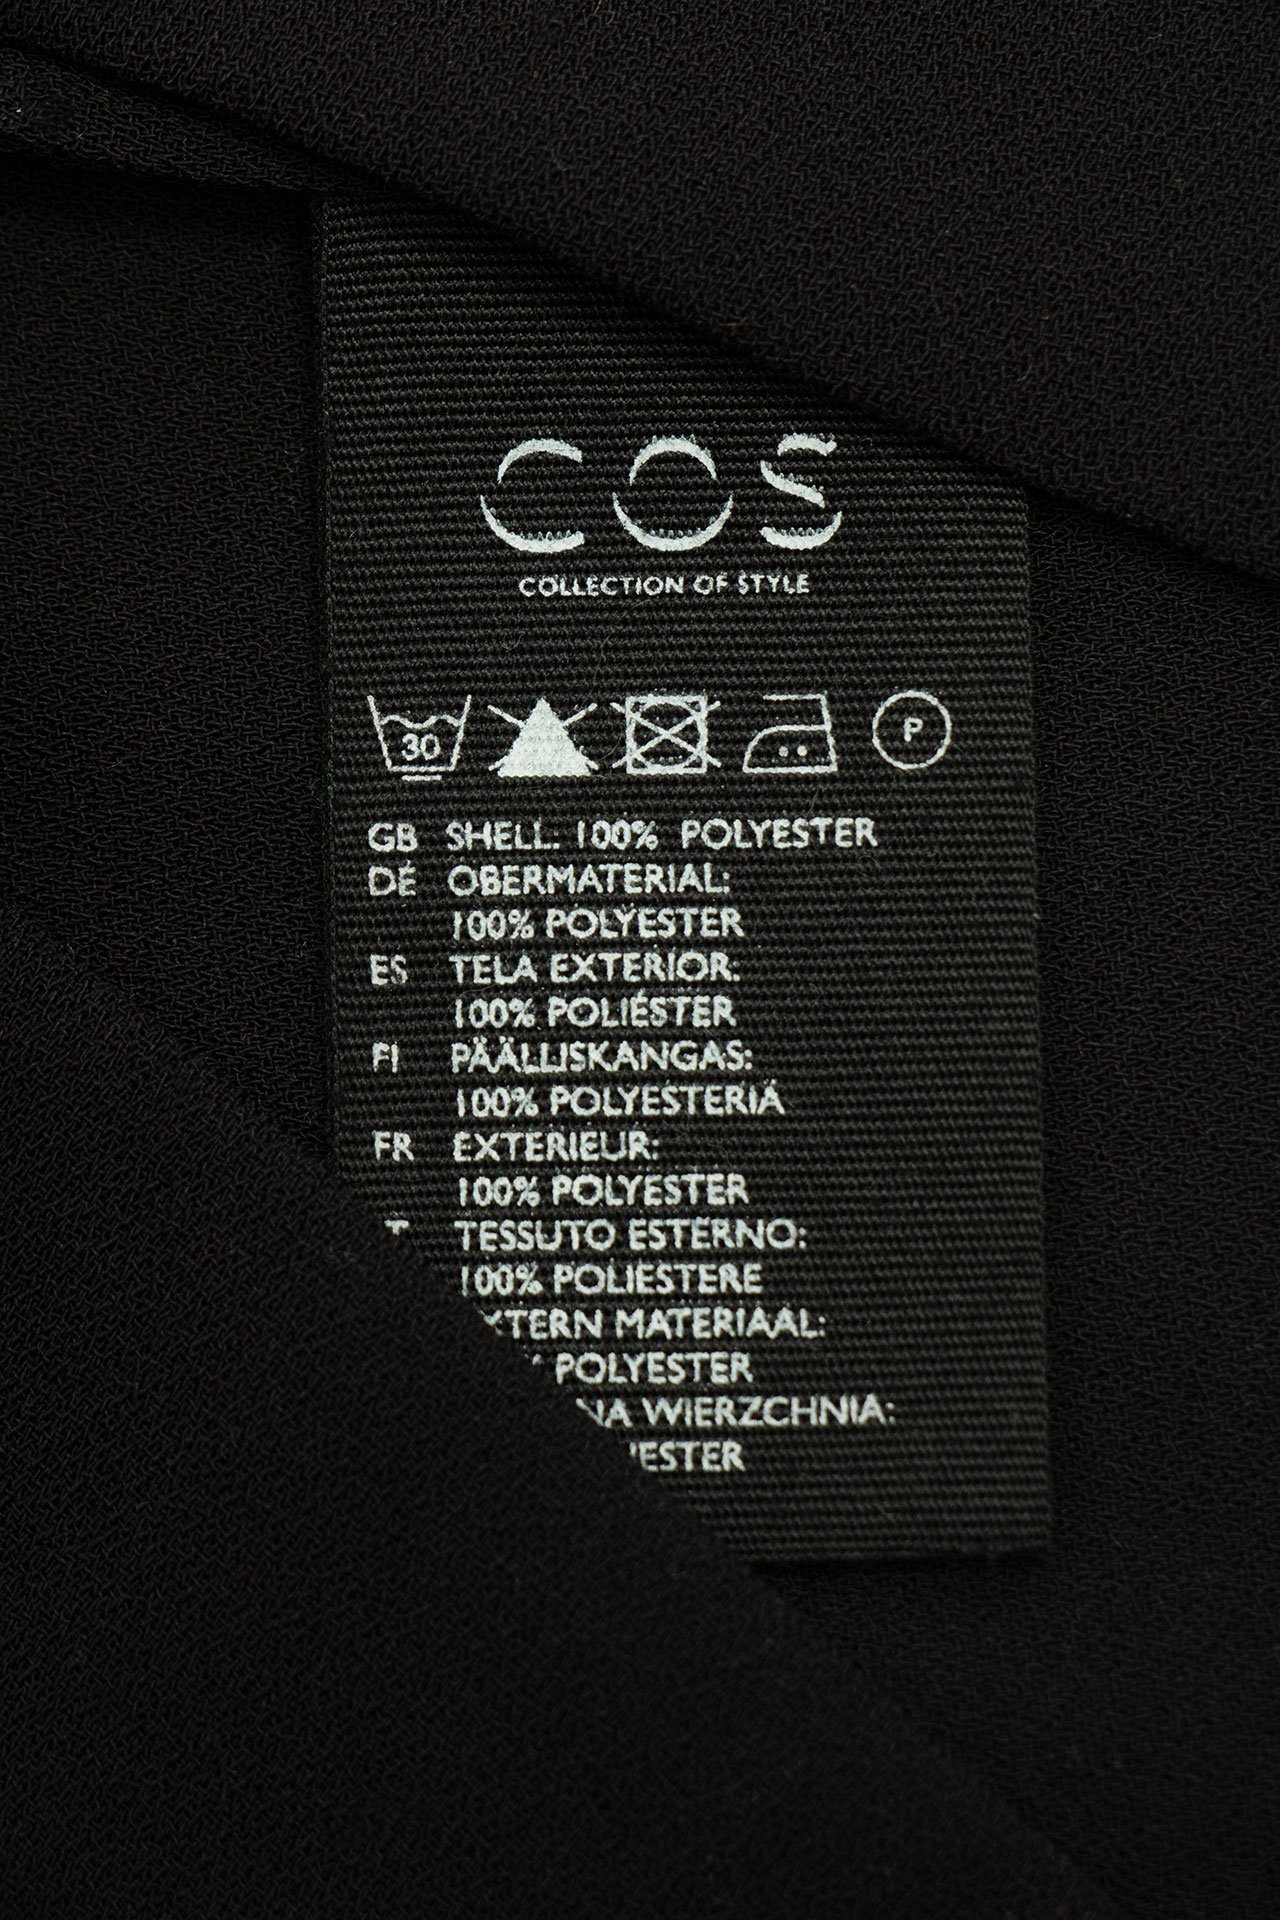 COS
COLLECTION OF STYLE
30 P
GB SHELL: 100% POLYESTER
DE OBERMATERIAL:
100% POLYESTER
ES TELA EXTERIOR:
100% POLIÉSTER
FI PÄÄLLISKANGAS:
100% POLYESTERIÄ
FR EXTERIEUR:
100% POLYESTER
TESSUTO ESTERNO:
100% POLIESTERE
MATERIAAL:
POLYESTER
WIERZCHNIA: